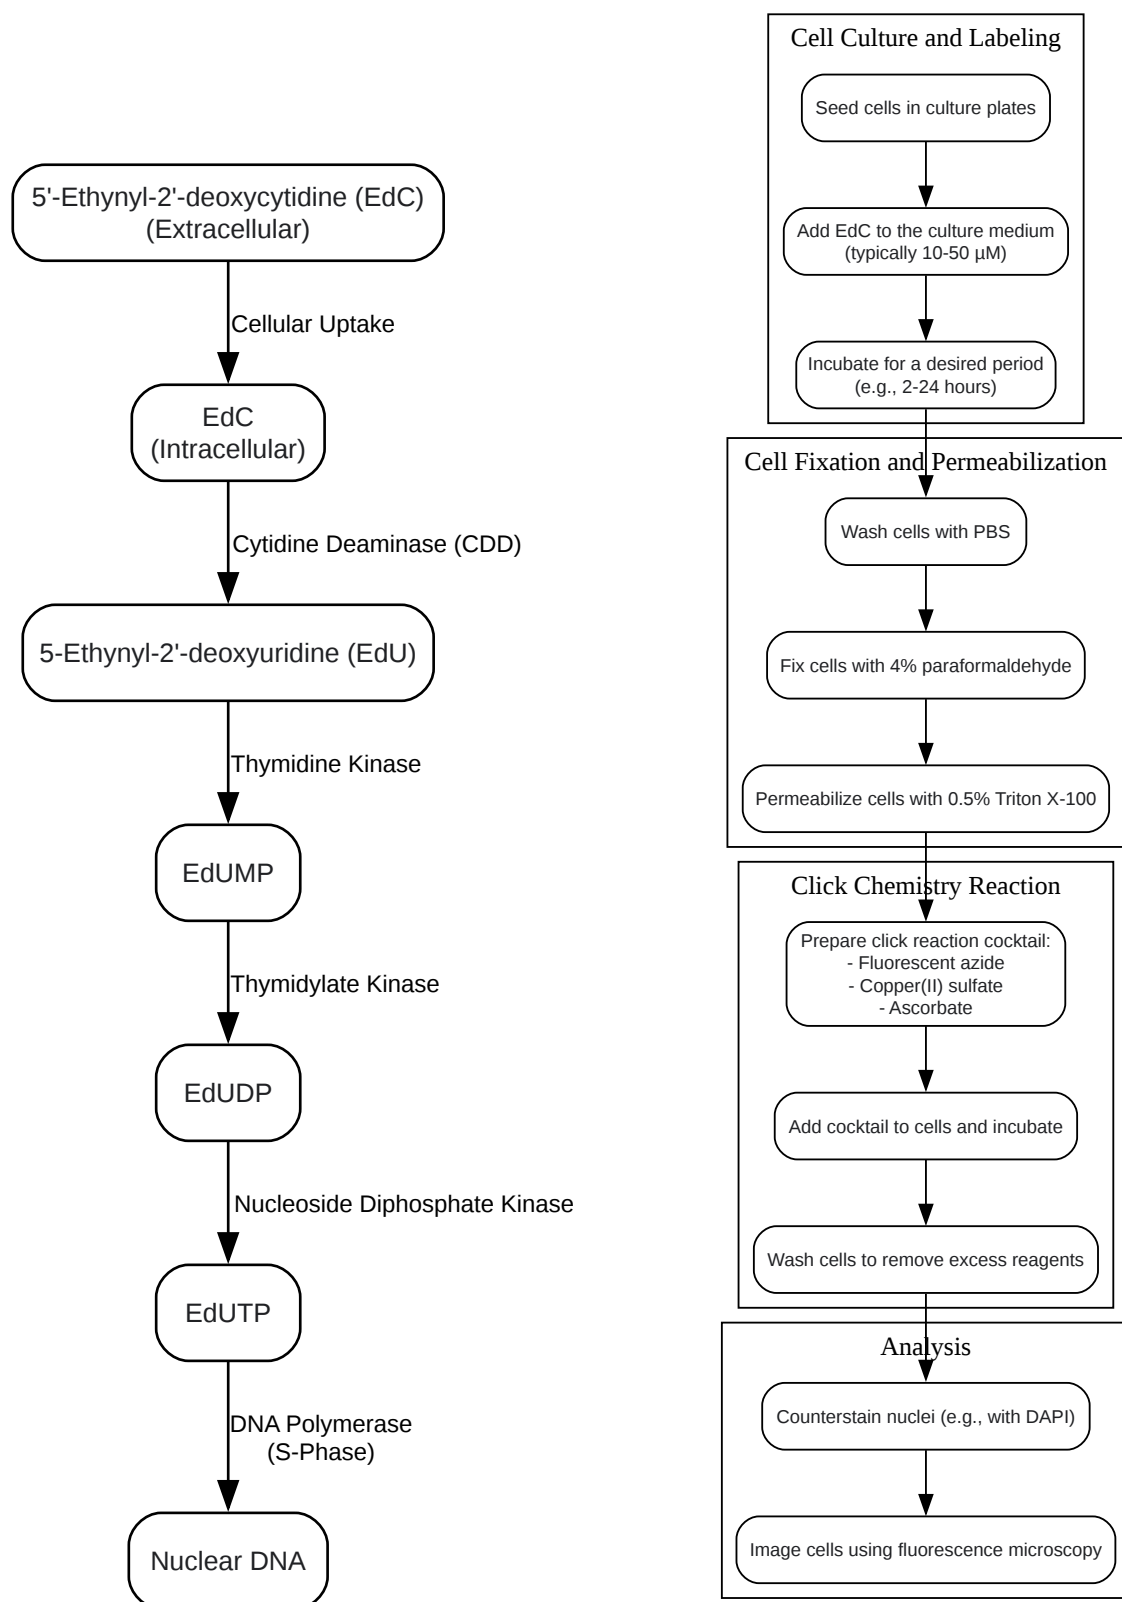 5'-Ethynyl-2'-deoxycytidine (EdC)
(Extracellular)
Cellular Uptake
EdC
(Intracellular)
Cytidine Deaminase (CDD)
5-Ethynyl-2'-deoxyuridine (EdU)
Thymidine Kinase
EdUMP
Thymidylate Kinase
EdUDP
Nucleoside Diphosphate Kinase
EdUTP
DNA Polymerase
(S-Phase)
Nuclear DNA
Cell Culture and Labeling
Seed cells in culture plates
Add EdC to the culture medium
(typically 10-50 µM)
Incubate for a desired period
(e.g., 2-24 hours)
Cell Fixation and Permeabilization
Wash cells with PBS
Fix cells with 4% paraformaldehyde
Permeabilize cells with 0.5% Triton X-100
Click Chemistry Reaction
Prepare click reaction cocktail:
- Fluorescent azide
- Copper(II) sulfate
- Ascorbate
Add cocktail to cells and incubate
Wash cells to remove excess reagents
Analysis
Counterstain nuclei (e.g., with DAPI)
Image cells using fluorescence microscopy